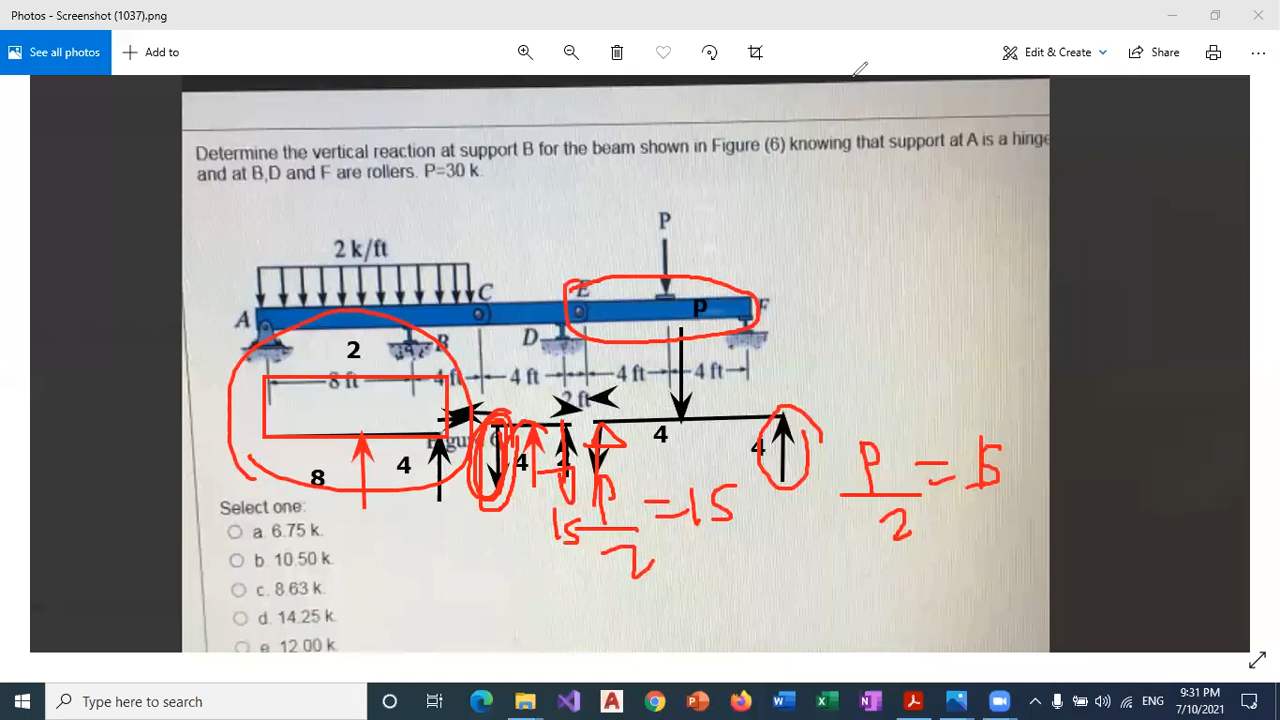 Photos - Screenshot (1037).png
See all photos
Add to
Edit & Create
Share
Determine the vertical reaction at support B for the beam shown in Figure (6) knowing that support at A is a hinge
and at B,D and F are rollers. P=30 k.
P
2 k/ft
A
B
C
D
E
F
P
2
8 ft
4 ft
4 ft
2 ft
4 ft
4 ft
8
4
4
4
4
15
P/2 = 15
P/2 =
Select one:
a. 6.75 k.
b. 10.50 k.
c. 8.63 k.
d. 14.25 k.
e. 12.00 k.
Type here to search
ENG
9:31 PM
7/10/2021